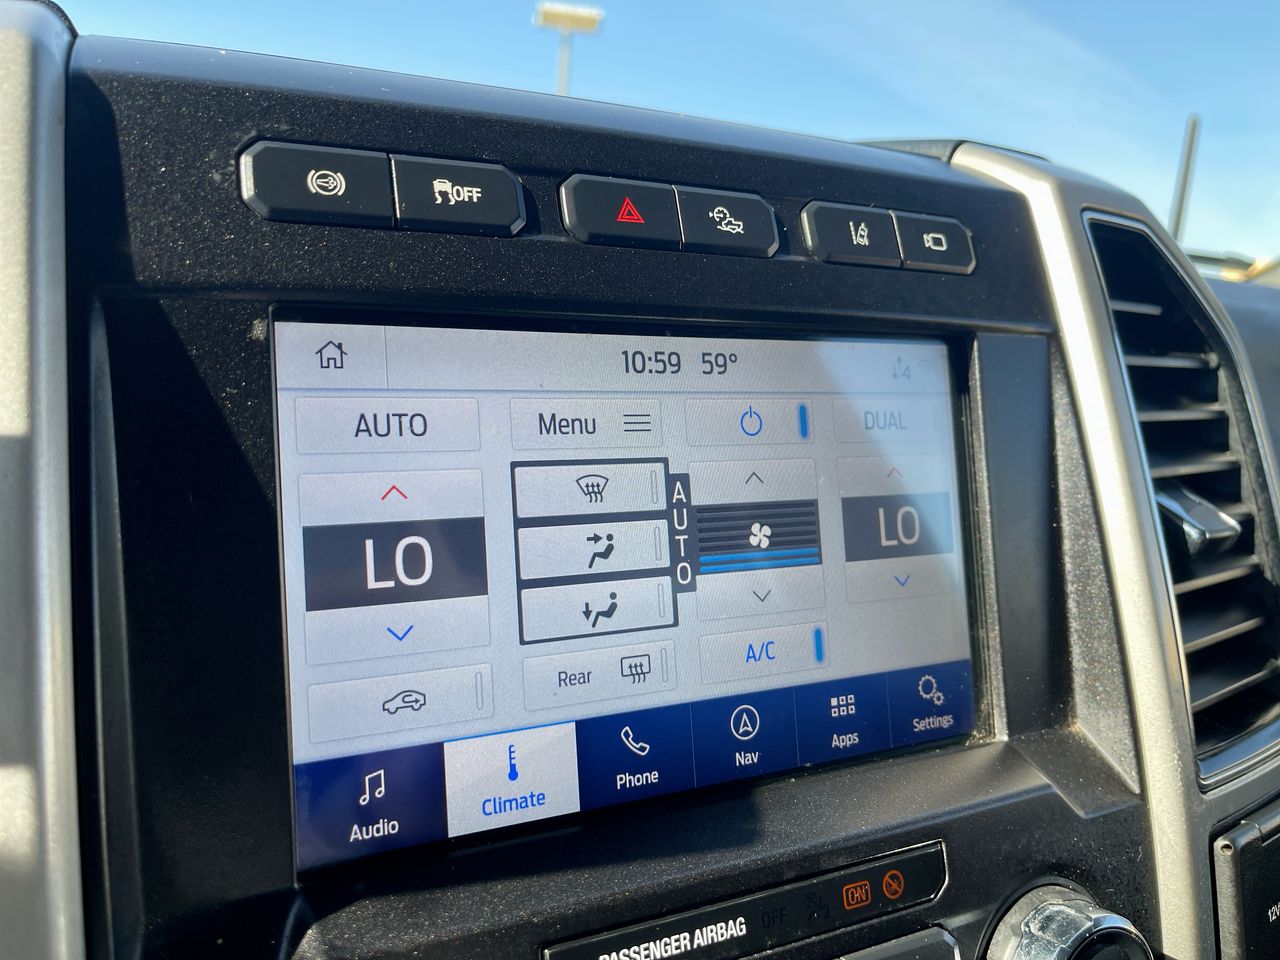 OFF
10:59 59°
AUTO
Menu
DUAL
LO
AUTO
LO
Rear
A/C
Audio
Climate
Phone
Nav
Apps
Settings
PASSENGER AIRBAG OFF ON
12V